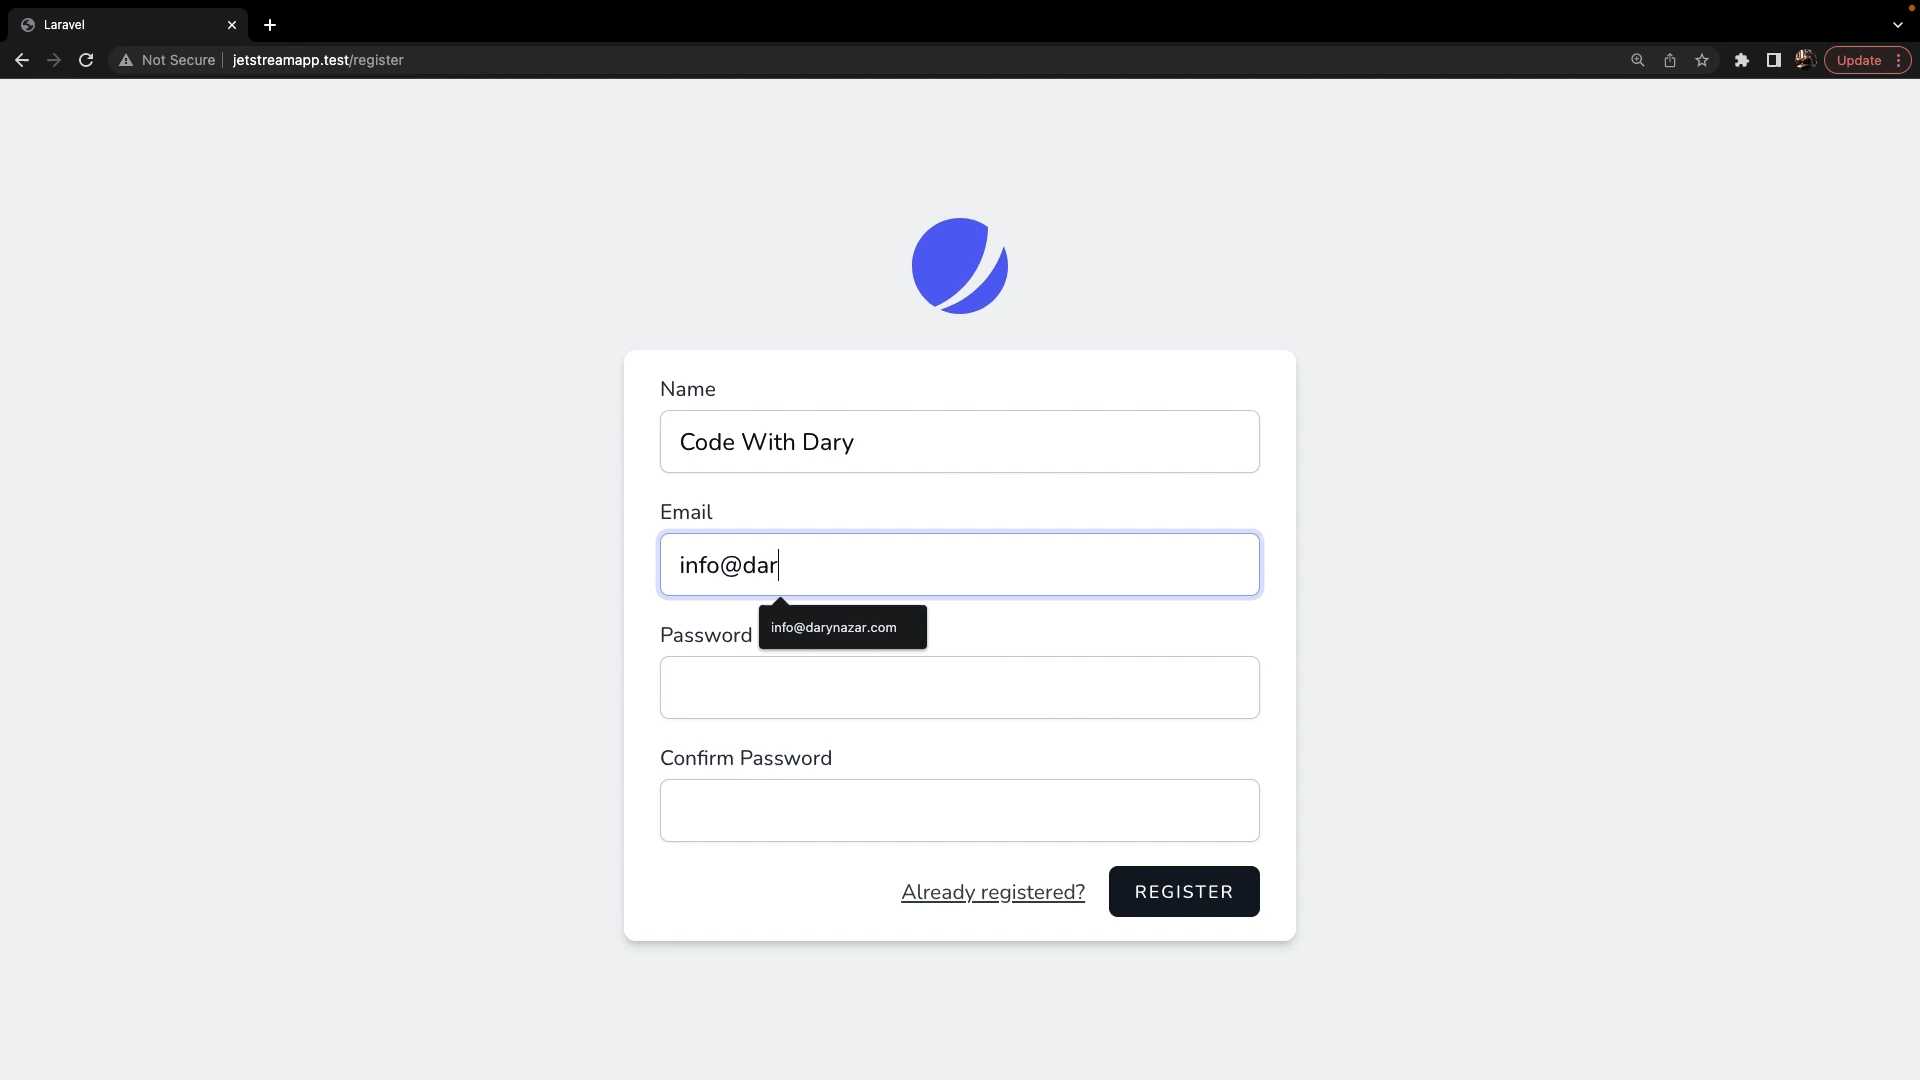 Laravel
Not Secure
jetstreamapp.test/register
Update
Name
Code With Dary
Email
info@dar
info@darynazar.com
Password
Confirm Password
Already registered?
REGISTER